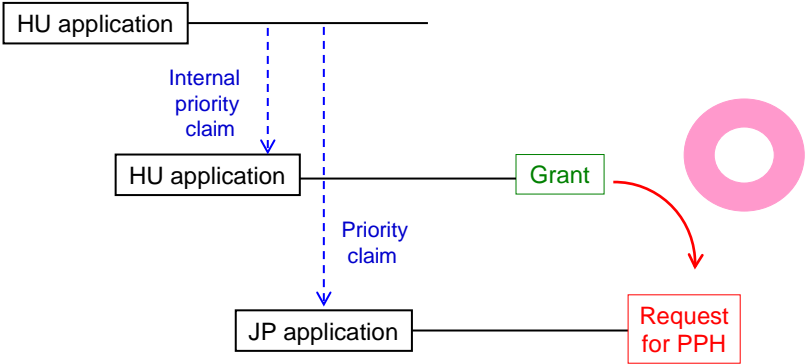 HU application
Internal
priority
claim
HU application
Grant
Priority
claim
JP application
Request
for PPH